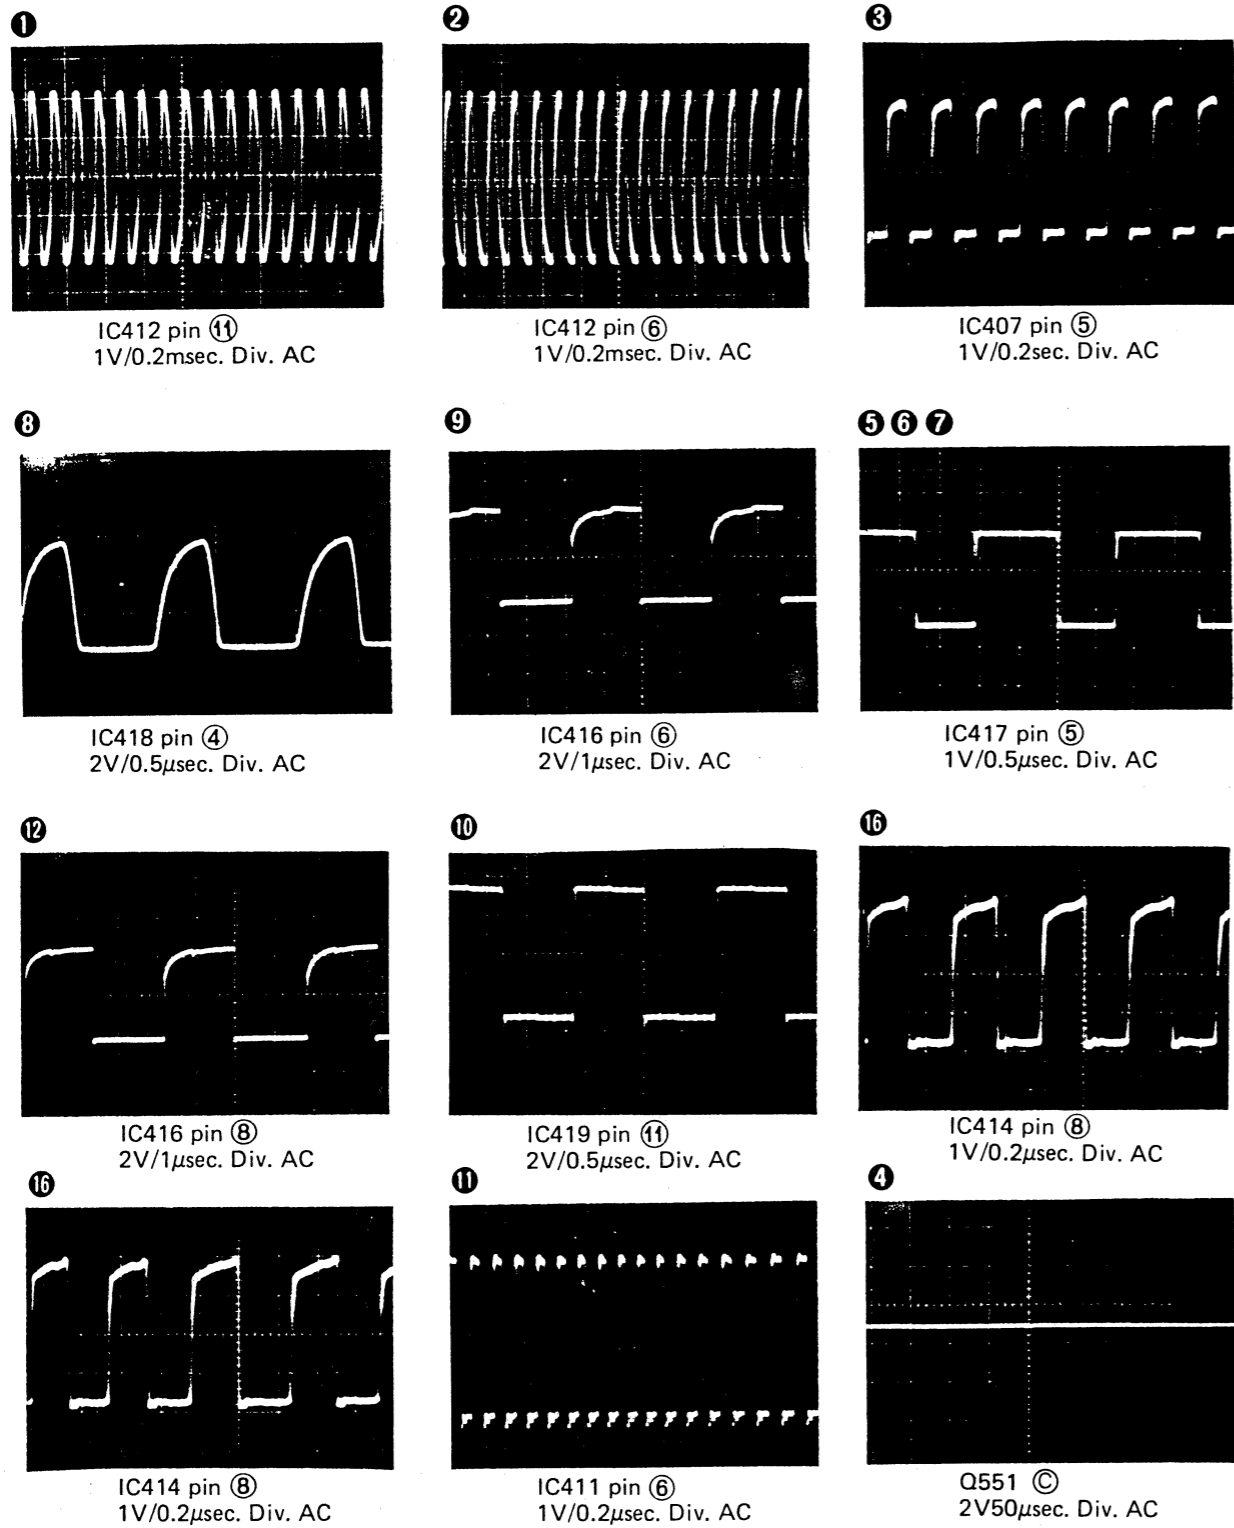 ❶
IC412 pin ⑪
1V/0.2msec. Div. AC
❷
IC412 pin ⑥
1V/0.2msec. Div. AC
❸
IC407 pin ⑤
1V/0.2sec. Div. AC
❽
IC418 pin ④
2V/0.5μsec. Div. AC
❾
IC416 pin ⑥
2V/1μsec. Div. AC
❺ ❻ ❼
IC417 pin ⑤
1V/0.5μsec. Div. AC
⓬
IC416 pin ⑧
2V/1μsec. Div. AC
❿
IC419 pin ⑪
2V/0.5μsec. Div. AC
⓰
IC414 pin ⑧
1V/0.2μsec. Div. AC
⓰
IC414 pin ⑧
1V/0.2μsec. Div. AC
⓫
IC411 pin ⑥
1V/0.2μsec. Div. AC
❹
Q551 Ⓒ
2V50μsec. Div. AC